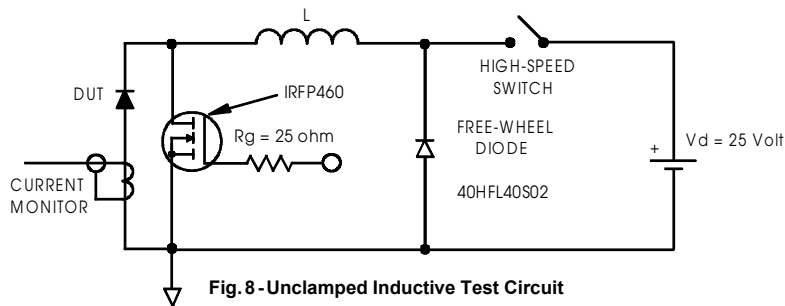 L
HIGH-SPEED
SWITCH
DUT
IRFP460
Rg = 25 ohm
FREE-WHEEL
DIODE
40HFL40S02
+
Vd = 25 Volt
CURRENT
MONITOR
Fig. 8 - Unclamped Inductive Test Circuit